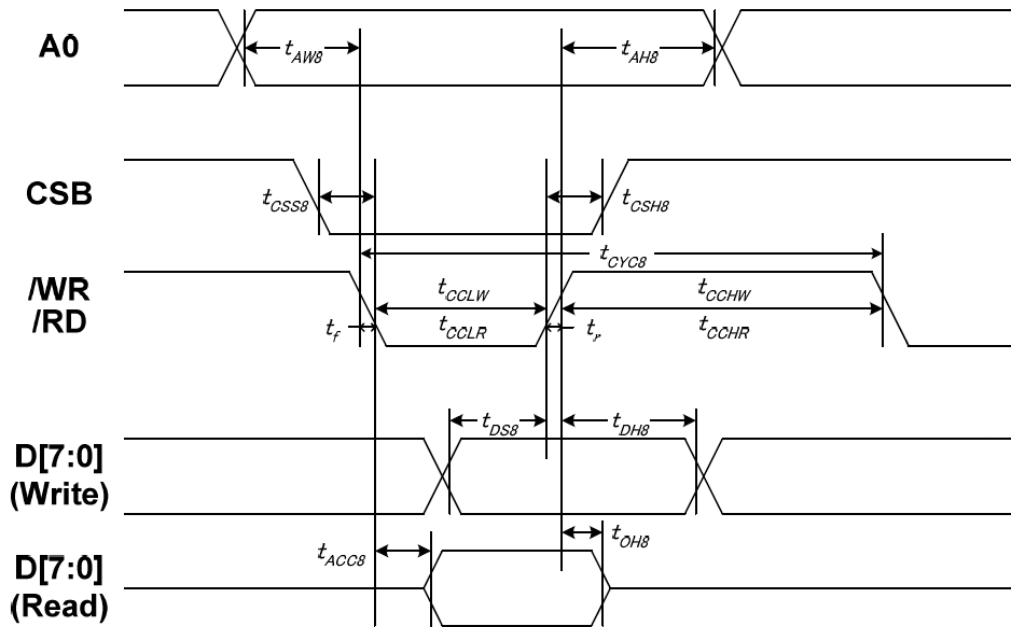 A0
tAW8
tAH8
CSB
tCSS8
tCSH8
tCYC8
/WR
/RD
tCCLW
tCCHW
tf
tCCLR
tr
tCCHR
tDS8
tDH8
D[7:0]
(Write)
tACC8
tOH8
D[7:0]
(Read)